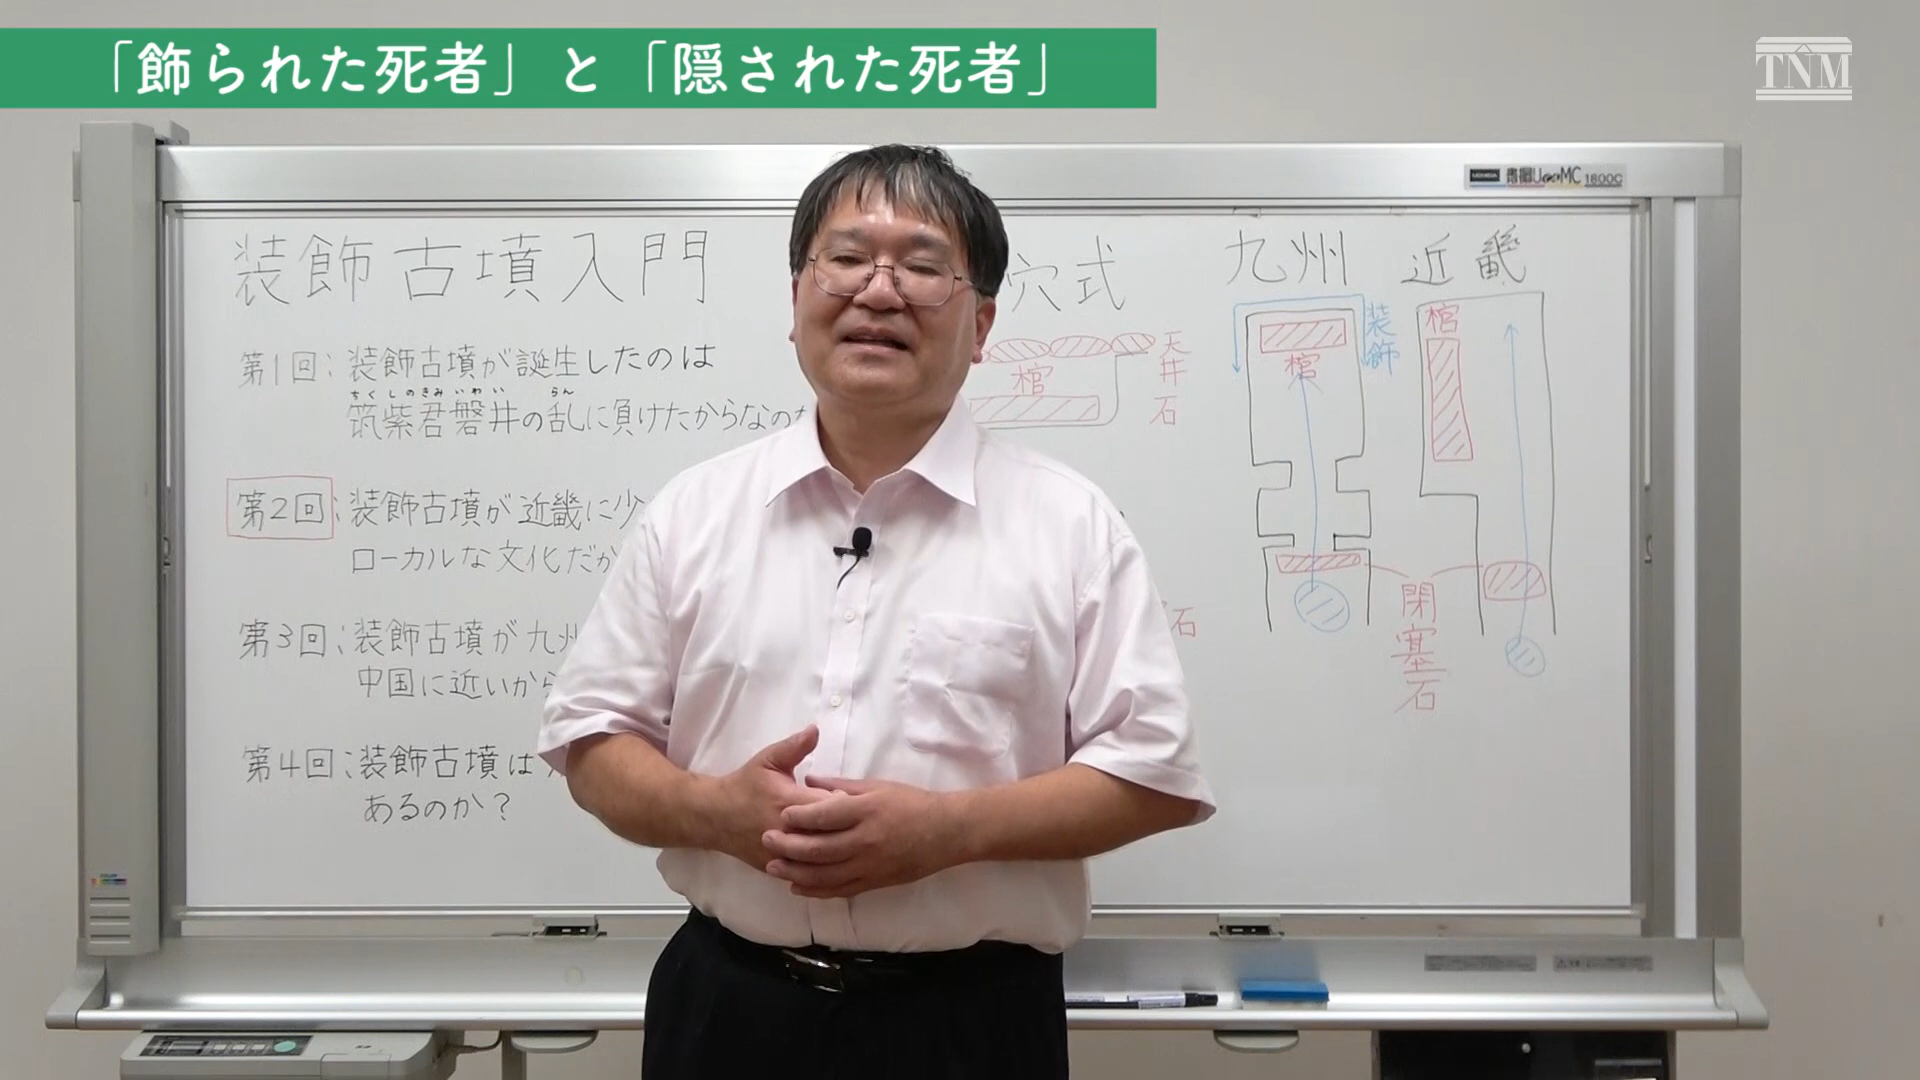 「飾られた死者」と「隠された死者」
TNM
1800C
装飾古墳入門
第1回:装飾古墳が誕生したのは
ちくしのきみいわい らん
筑紫君磐井の乱に負けたからなの
第2回:装飾古墳が近畿に少
ローカルな文化だか
第3回:装飾古墳が九州
中国に近いから
第4回:装飾古墳は
あるのか?
穴式
天井石
棺
石
九州
装飾
棺
近畿
棺
閉塞石